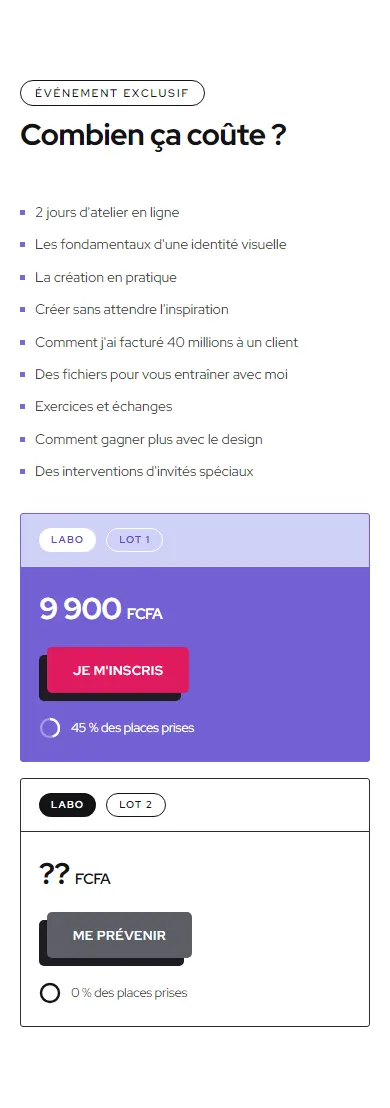 ÉVÉNEMENT EXCLUSIF
Combien ça coûte ?
2 jours d'atelier en ligne
Les fondamentaux d'une identité visuelle
La création en pratique
Créer sans attendre l'inspiration
Comment j'ai facturé 40 millions à un client
Des fichiers pour vous entraîner avec moi
Exercices et échanges
Comment gagner plus avec le design
Des interventions d'invités spéciaux
LABO LOT 1
9 900 FCFA
JE M'INSCRIS
45 % des places prises
LABO LOT 2
?? FCFA
ME PRÉVENIR
0 % des places prises